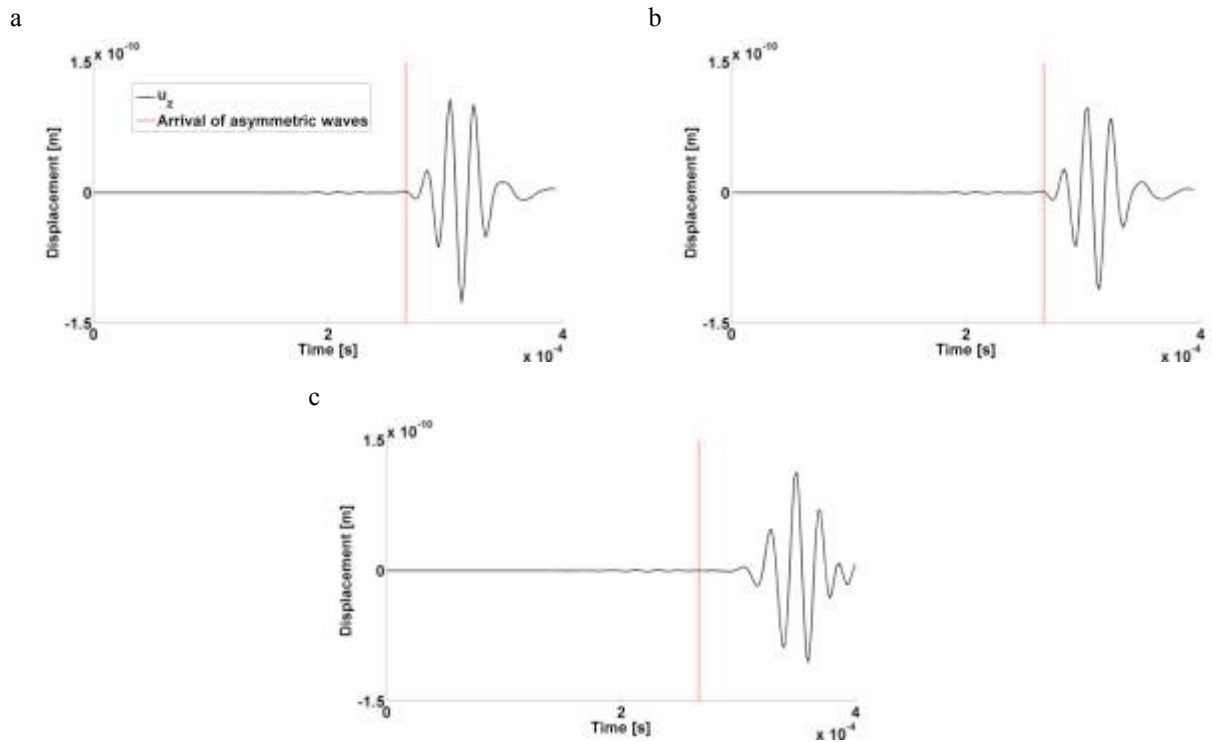 a
1.5 x 10⁻¹⁰
Displacement [m]
u_z
Arrival of asymmetric waves
0
-1.5
0
2
4
Time [s]
x 10⁻⁴
b
1.5 x 10⁻¹⁰
Displacement [m]
0
-1.5
0
2
4
Time [s]
x 10⁻⁴
c
1.5 x 10⁻¹⁰
Displacement [m]
0
-1.5
0
2
4
Time [s]
x 10⁻⁴